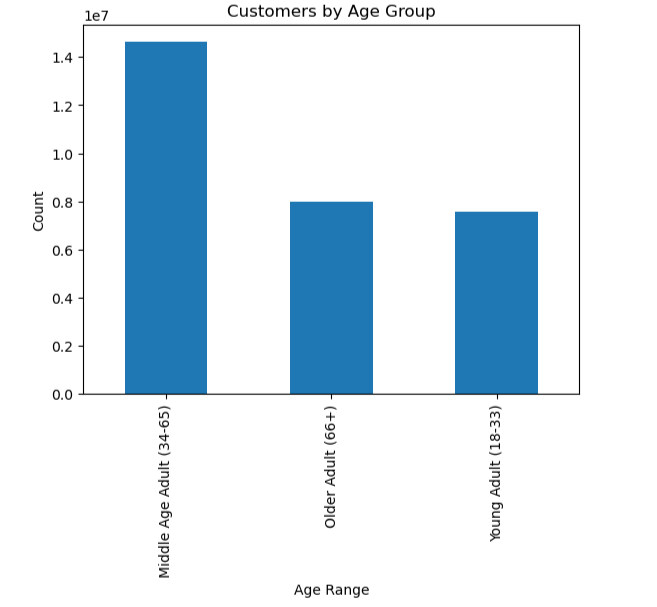 Customers by Age Group
1e7
1.4
1.2
1.0
0.8
0.6
0.4
0.2
0.0
Count
Middle Age Adult (34-65)
Older Adult (66+)
Young Adult (18-33)
Age Range